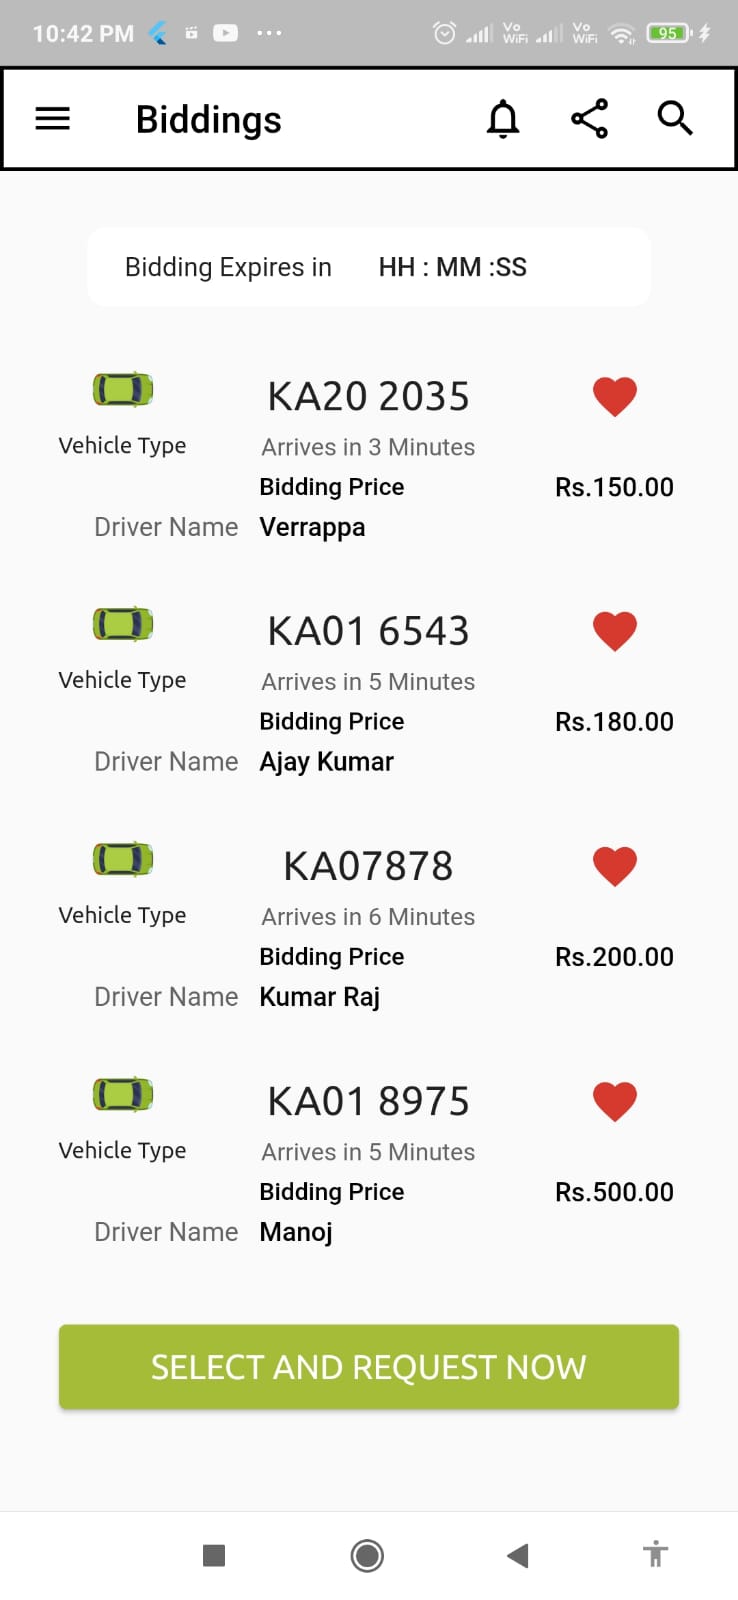 10:42 PM
Vo WiFi Vo WiFi 95
Biddings
Bidding Expires in HH : MM :SS
KA20 2035
Vehicle Type Arrives in 3 Minutes
Bidding Price Rs.150.00
Driver Name Verrappa
KA01 6543
Vehicle Type Arrives in 5 Minutes
Bidding Price Rs.180.00
Driver Name Ajay Kumar
KA07878
Vehicle Type Arrives in 6 Minutes
Bidding Price Rs.200.00
Driver Name Kumar Raj
KA01 8975
Vehicle Type Arrives in 5 Minutes
Bidding Price Rs.500.00
Driver Name Manoj
SELECT AND REQUEST NOW